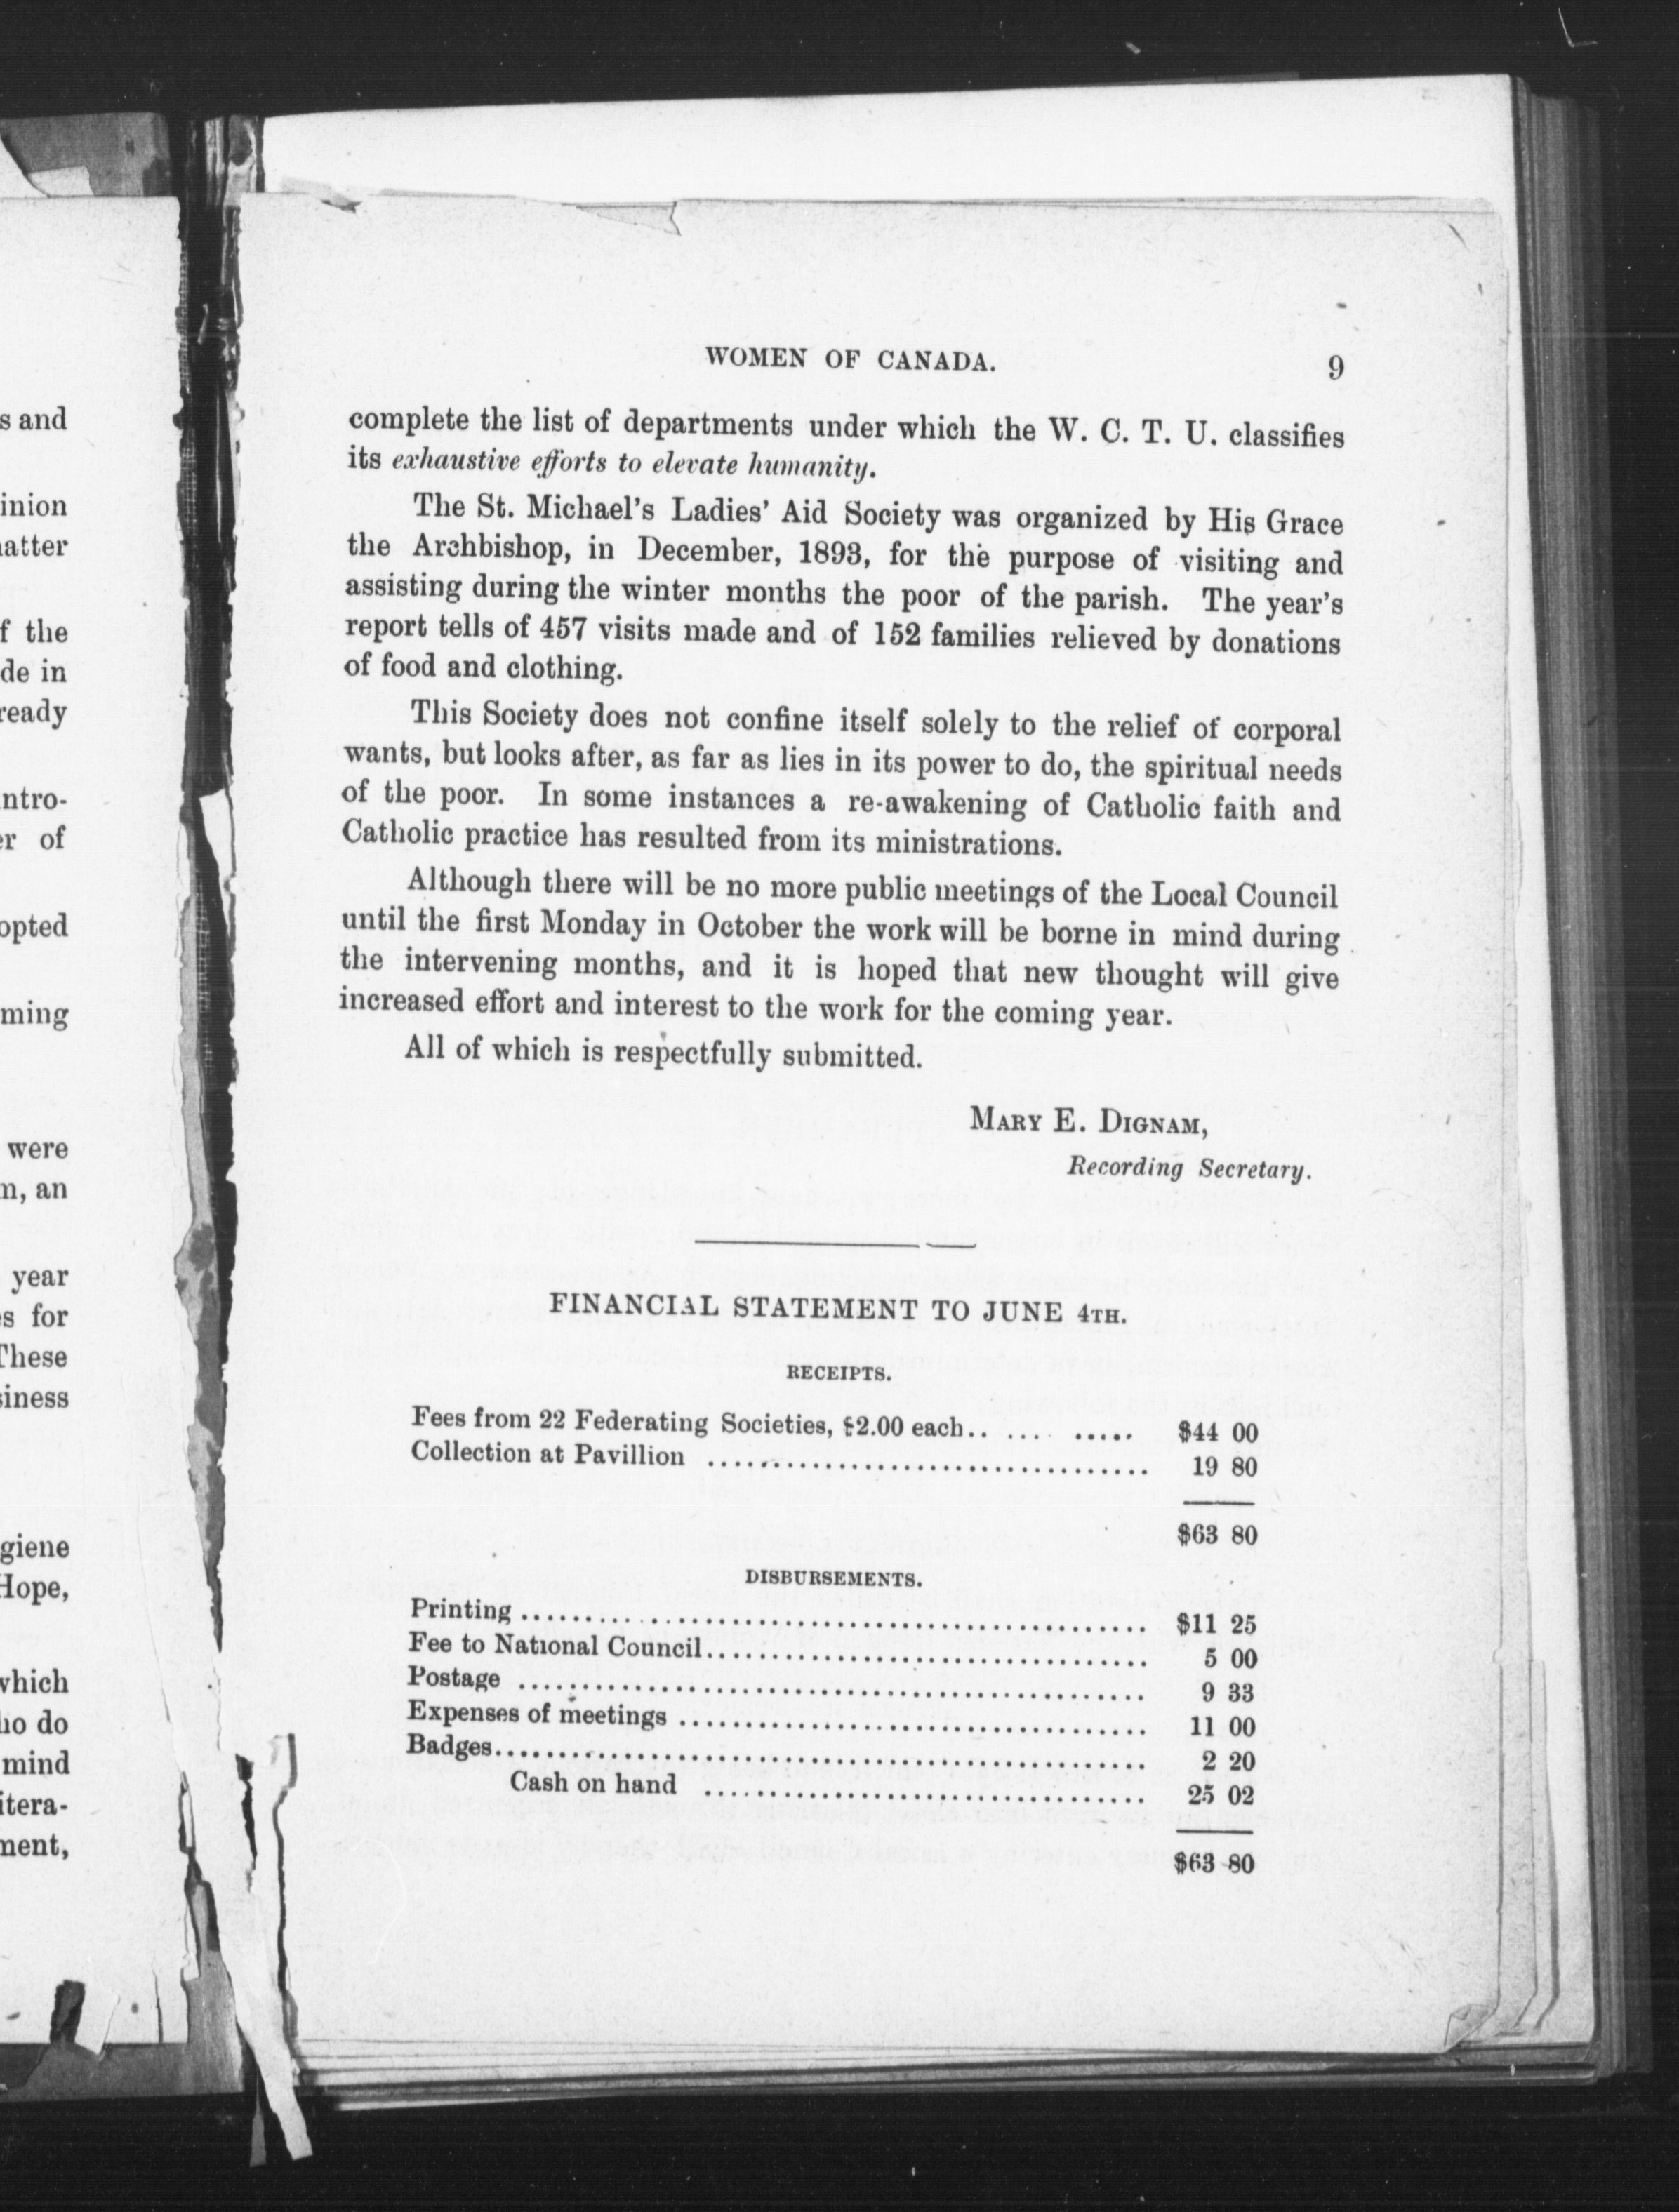 s and
inion
atter
f the
de in
ready
ntro-
er of
opted
ming
were
m, an
year
es for
These
siness
giene
Hope,
which
ho do
mind
itera-
ment,
WOMEN OF CANADA. 9
complete the list of departments under which the W. C. T. U. classifies
its exhaustive efforts to elevate humanity.
The St. Michael's Ladies' Aid Society was organized by His Grace
the Archbishop, in December, 1893, for the purpose of visiting and
assisting during the winter months the poor of the parish. The year's
report tells of 457 visits made and of 152 families relieved by donations
of food and clothing.
This Society does not confine itself solely to the relief of corporal
wants, but looks after, as far as lies in its power to do, the spiritual needs
of the poor. In some instances a re-awakening of Catholic faith and
Catholic practice has resulted from its ministrations.
Although there will be no more public meetings of the Local Council
until the first Monday in October the work will be borne in mind during
the intervening months, and it is hoped that new thought will give
increased effort and interest to the work for the coming year.
All of which is respectfully submitted.
MARY E. DIGNAM,
Recording Secretary.
FINANCIAL STATEMENT TO JUNE 4TH.
RECEIPTS.
Fees from 22 Federating Societies, $2.00 each.. .... ..... $44 00
Collection at Pavillion .................................. 19 80
$63 80
DISBURSEMENTS.
Printing ................................................ $11 25
Fee to National Council.................................. 5 00
Postage ................................................. 9 33
Expenses of meetings .................................... 11 00
Badges................................................... 2 20
Cash on hand .................................. 25 02
$63 80